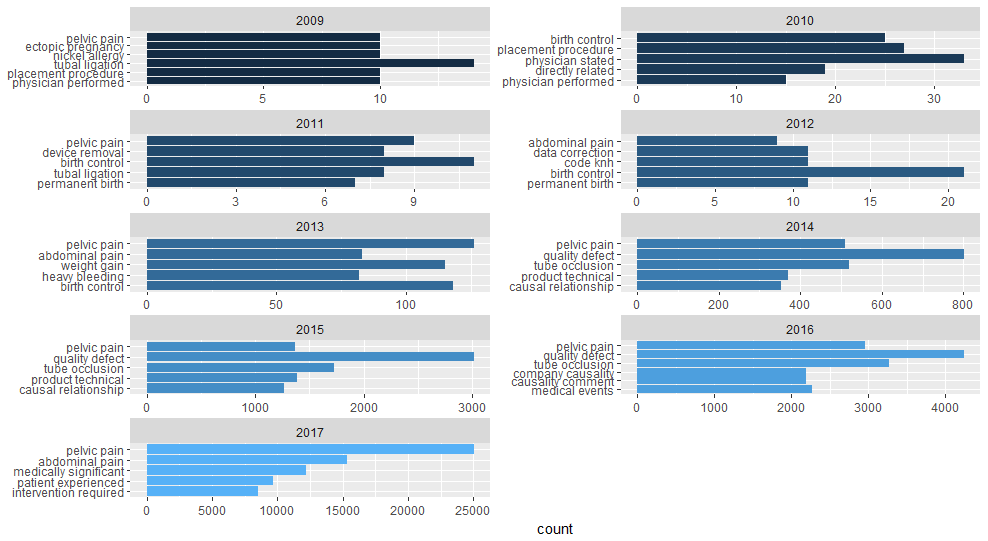 2009
pelvic pain
ectopic pregnancy
nickel allergy
tubal ligation
placement procedure
physician performed
0 5 10
2010
birth control
placement procedure
physician stated
directly related
physician performed
0 10 20 30
2011
pelvic pain
device removal
birth control
tubal ligation
permanent birth
0 3 6 9
2012
abdominal pain
data correction
code knh
birth control
permanent birth
0 5 10 15 20
2013
pelvic pain
abdominal pain
weight gain
heavy bleeding
birth control
0 50 100
2014
pelvic pain
quality defect
tube occlusion
product technical
causal relationship
0 200 400 600 800
2015
pelvic pain
quality defect
tube occlusion
product technical
causal relationship
0 1000 2000 3000
2016
pelvic pain
quality defect
tube occlusion
company causality
causality comment
medical events
0 1000 2000 3000 4000
2017
pelvic pain
abdominal pain
medically significant
patient experienced
intervention required
0 5000 10000 15000 20000 25000
count